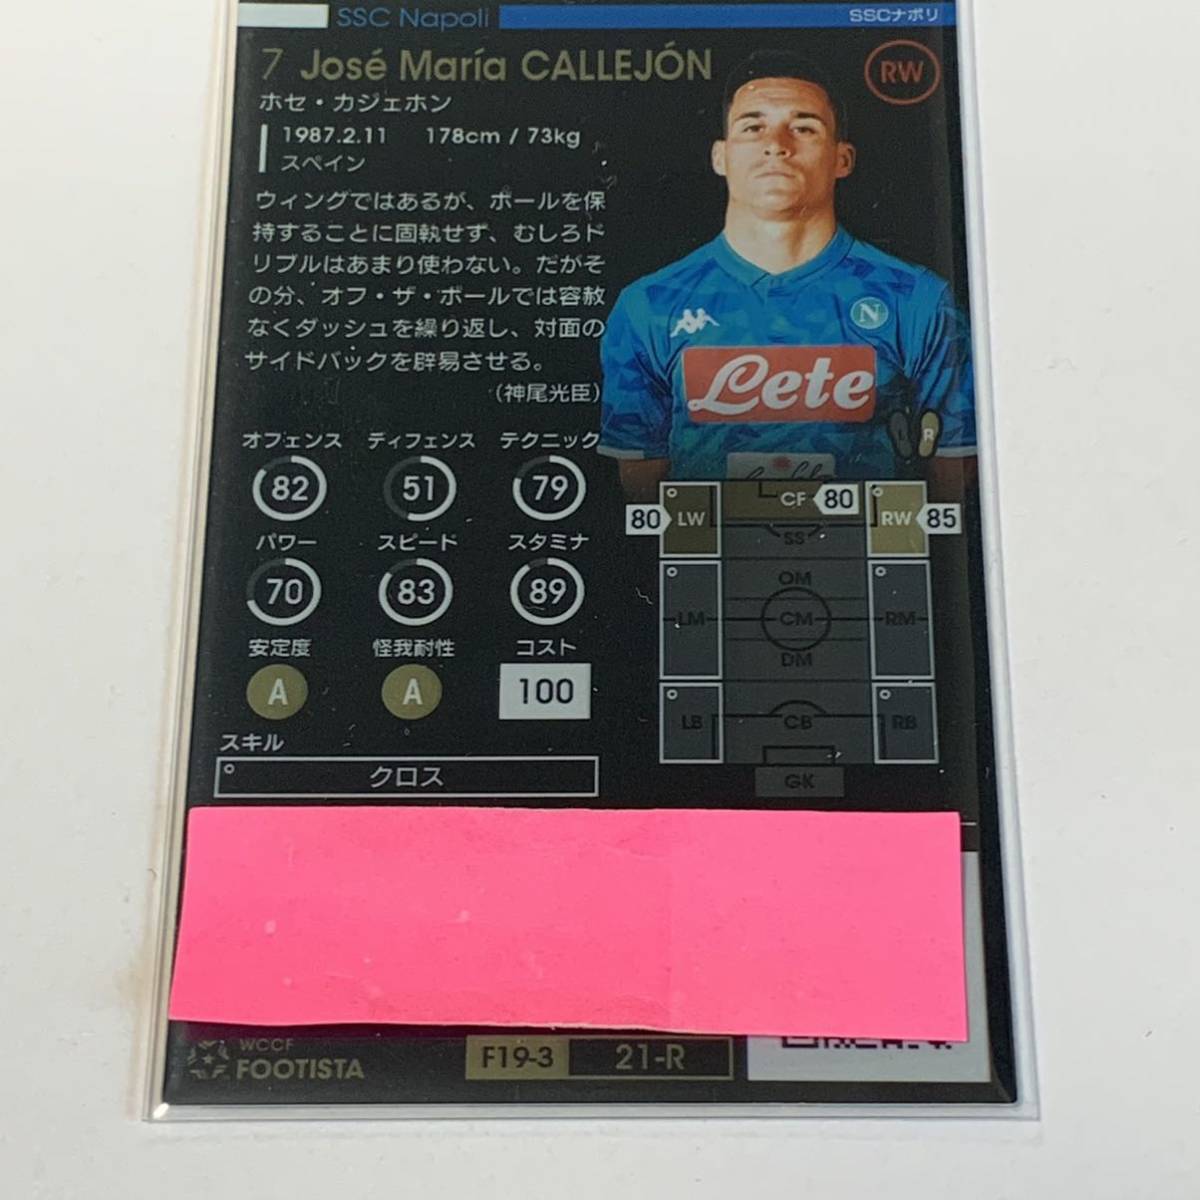 SSC Napoli SSCナポリ
7 José María CALLEJÓN RW
ホセ・カジェホン
1987.2.11 178cm / 73kg
スペイン
ウィングではあるが、ボールを保
持することに固執せず、むしろド
リブルはあまり使わない。だがそ
の分、オフ・ザ・ボールでは容赦
なくダッシュを繰り返し、対面の
サイドバックを辟易させる。
（神尾光臣）
N
Lete
L R
オフェンス ディフェンス テクニック
82 51 79
パワー スピード スタミナ
70 83 89
安定度 怪我耐性 コスト
A A 100
スキル
クロス
CF 80
80 LW RW 85
SS
OM
LM CM RM
DM
LB CB RB
GK
WCCF
FOOTISTA
F19-3 21-R